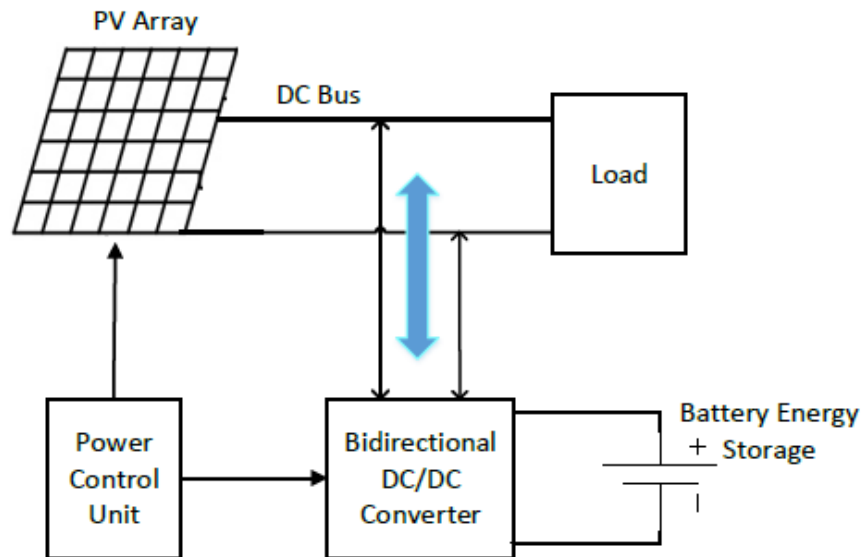 PV Array
DC Bus
Load
Power
Control
Unit
Bidirectional
DC/DC
Converter
Battery Energy
Storage
+
|